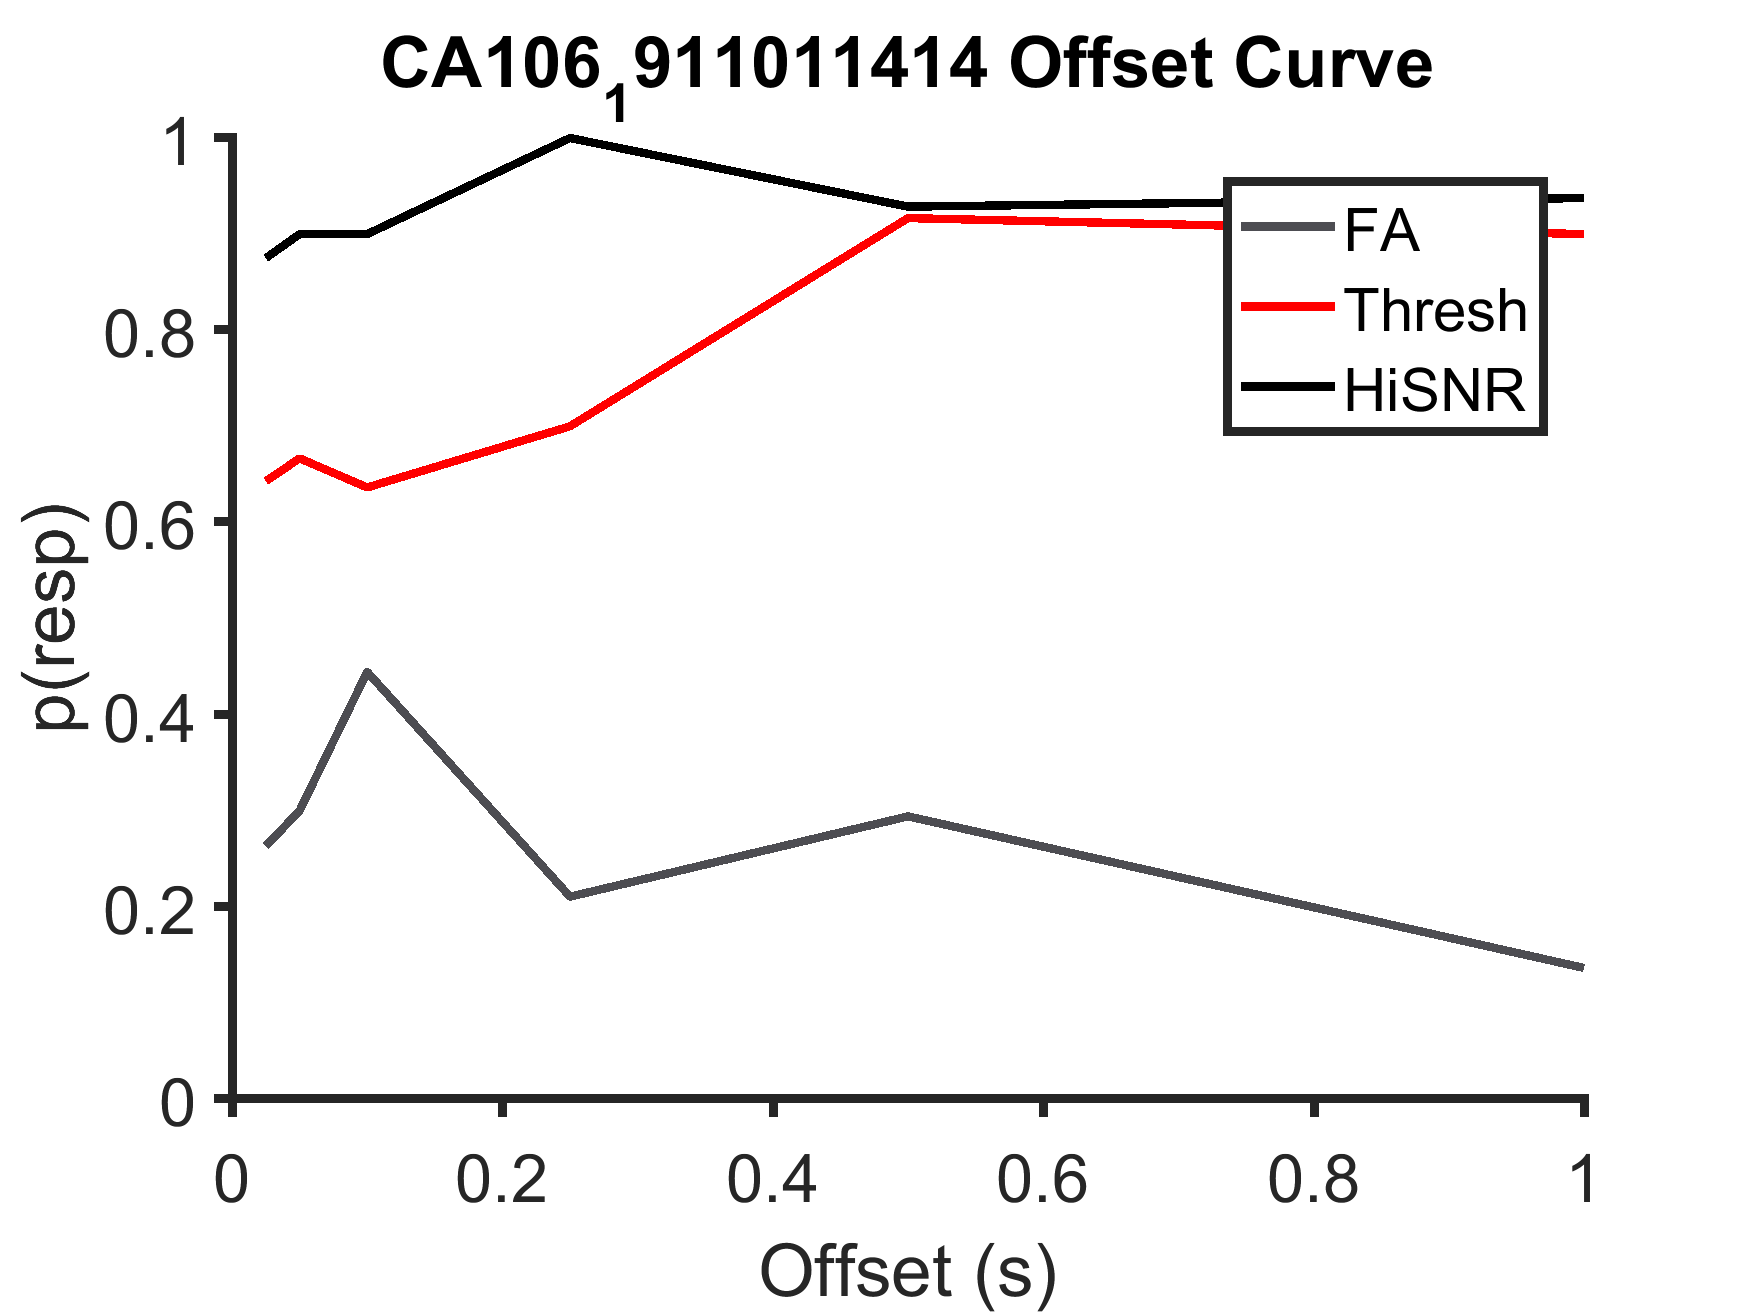 CA106₁911011414 Offset Curve
1
0.8
0.6
0.4
0.2
0
p(resp)
FA
Thresh
HiSNR
0 0.2 0.4 0.6 0.8 1
Offset (s)